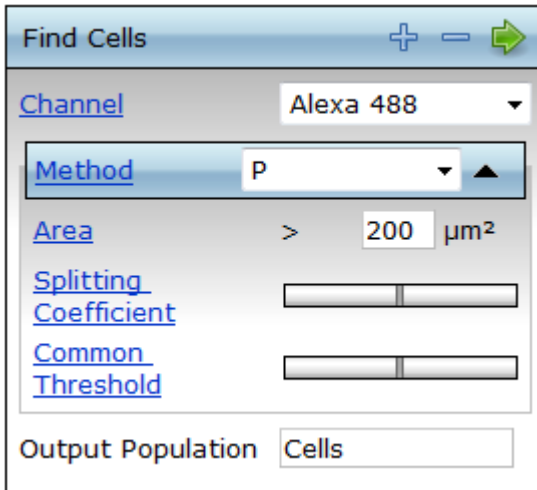 Find Cells
Channel Alexa 488
Method P
Area > 200 µm²
Splitting
Coefficient
Common
Threshold
Output Population Cells